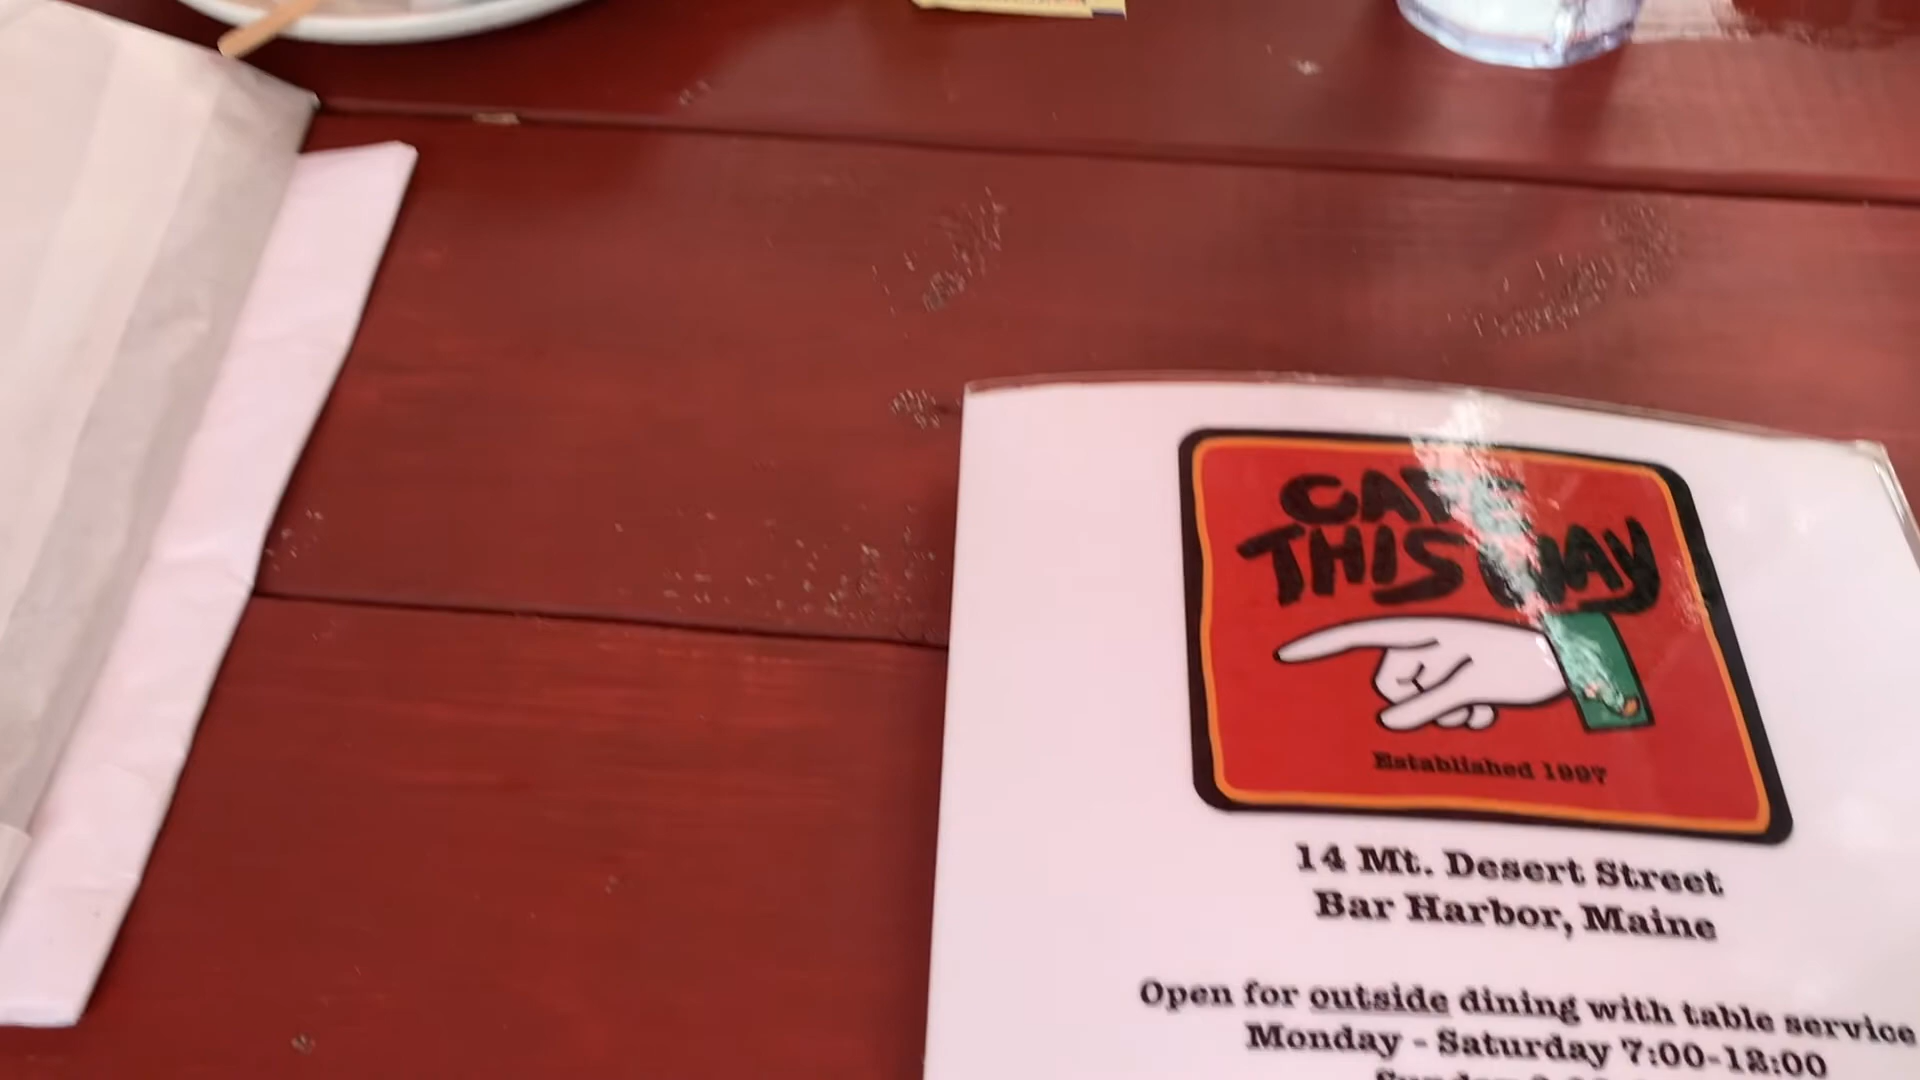 CAFE
THIS WAY
Established 1997
14 Mt. Desert Street
Bar Harbor, Maine
Open for outside dining with table service
Monday - Saturday 7:00-12:00